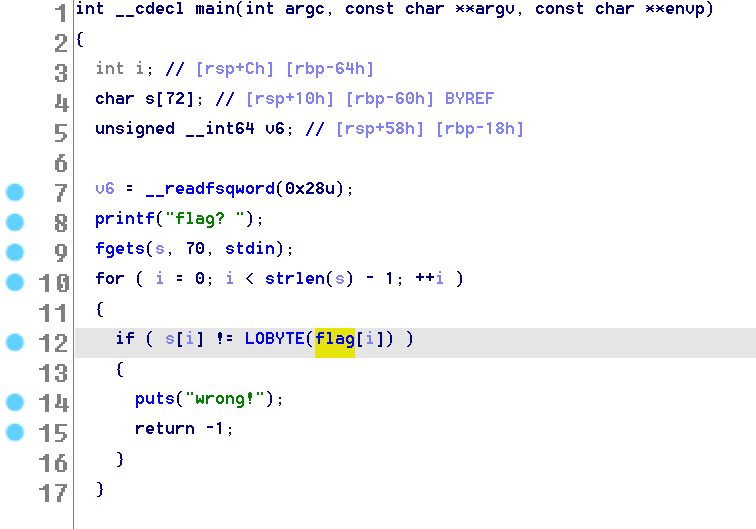 1 int __cdecl main(int argc, const char **argv, const char **envp)
2 {
3   int i; // [rsp+Ch] [rbp-64h]
4   char s[72]; // [rsp+10h] [rbp-60h] BYREF
5   unsigned __int64 v6; // [rsp+58h] [rbp-18h]
6
7   v6 = __readfsqword(0x28u);
8   printf("flag? ");
9   fgets(s, 70, stdin);
10   for ( i = 0; i < strlen(s) - 1; ++i )
11   {
12     if ( s[i] != LOBYTE(flag[i]) )
13     {
14       puts("wrong!");
15       return -1;
16     }
17   }